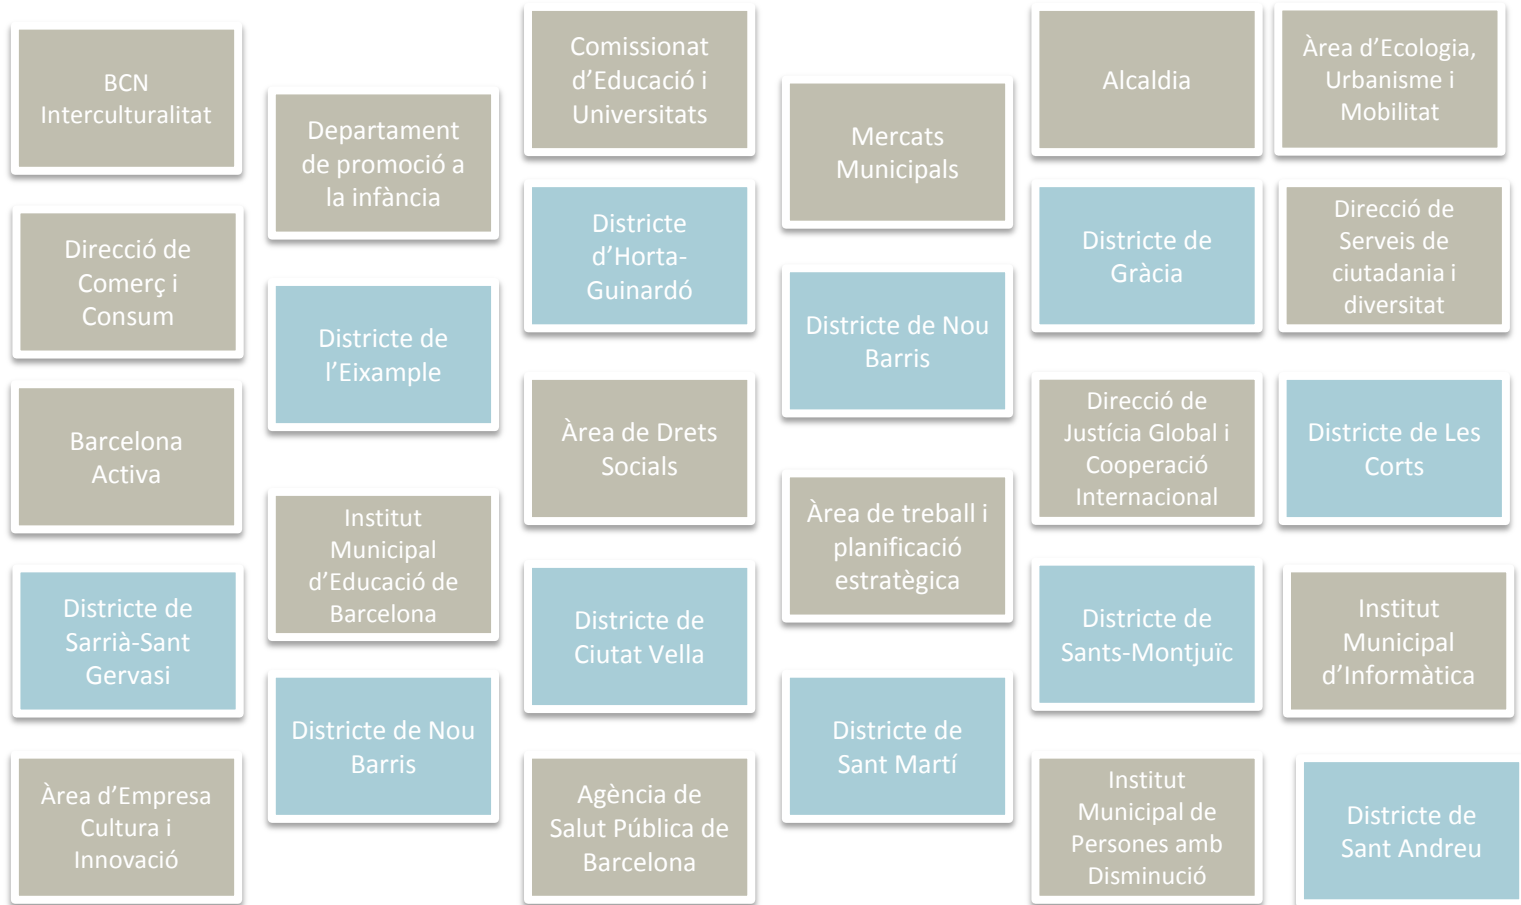 BCN
Interculturalitat
Direcció de
Comerç i
Consum
Barcelona
Activa
Districte de
Sarrià-Sant
Gervasi
Àrea d’Empresa
Cultura i
Innovació
Departament
de promoció a
la infància
Districte de
l’Eixample
Institut
Municipal
d’Educació de
Barcelona
Districte de Nou
Barris
Comissionat
d’Educació i
Universitats
Districte
d’Horta-
Guinardó
Àrea de Drets
Socials
Districte de
Ciutat Vella
Agència de
Salut Pública de
Barcelona
Mercats
Municipals
Districte de Nou
Barris
Àrea de treball i
planificació
estratègica
Districte de
Sant Martí
Alcaldia
Districte de
Gràcia
Direcció de
Justícia Global i
Cooperació
Internacional
Districte de
Sants-Montjuïc
Institut
Municipal de
Persones amb
Disminució
Àrea d’Ecologia,
Urbanisme i
Mobilitat
Direcció de
Serveis de
ciutadania i
diversitat
Districte de Les
Corts
Institut
Municipal
d’Informàtica
Districte de
Sant Andreu